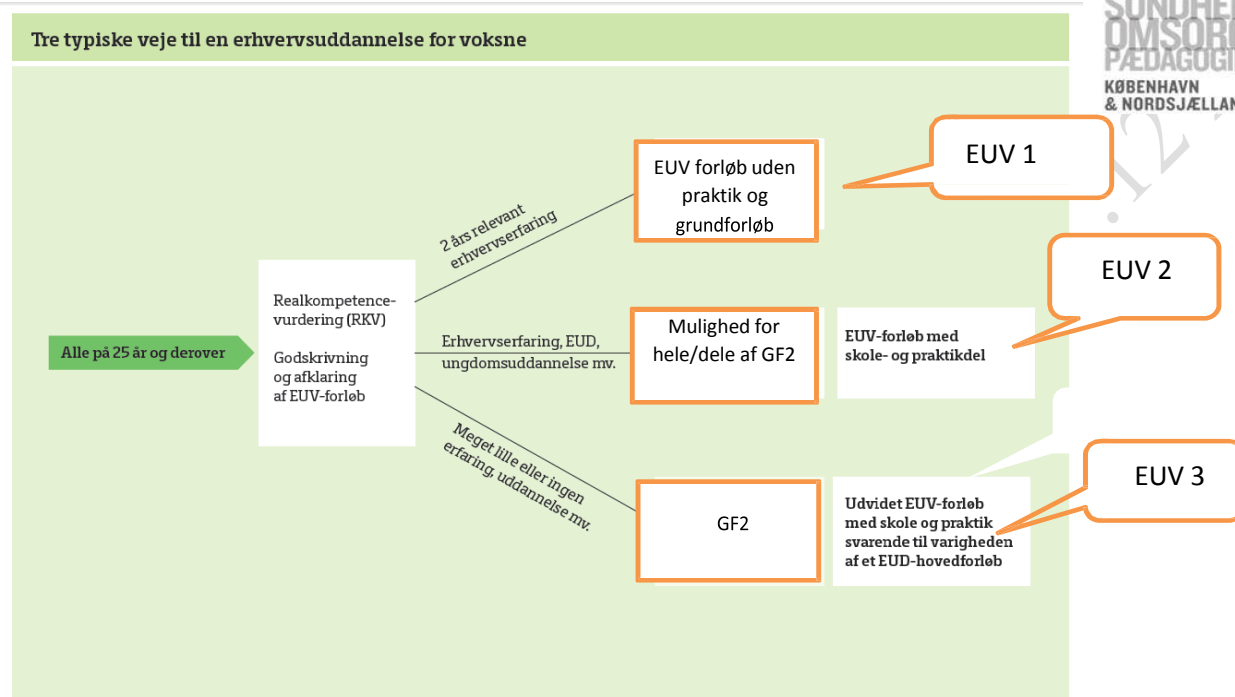 Tre typiske veje til en erhvervsuddannelse for voksne
KØBENHAVN
EUV 1
EUV forløb uden
praktik og
grundforløb
2 års relevant
erhvervserfaring
EUV 2
Realkompetence-
vurdering (RKV)
Godskrivning
og afklaring
af EUV-forløb
Alle på 25 år og derover
Erhvervserfaring, EUD,
ungdomsuddannelse mv.
Mulighed for
hele/dele af GF2
EUV-forløb med
skole- og praktikdel
Meget lille eller ingen
erfaring, uddannelse mv.
GF2
Udvidet EUV-forløb
med skole og praktik
svarende til varigheden
af et EUD-hovedforløb
EUV 3